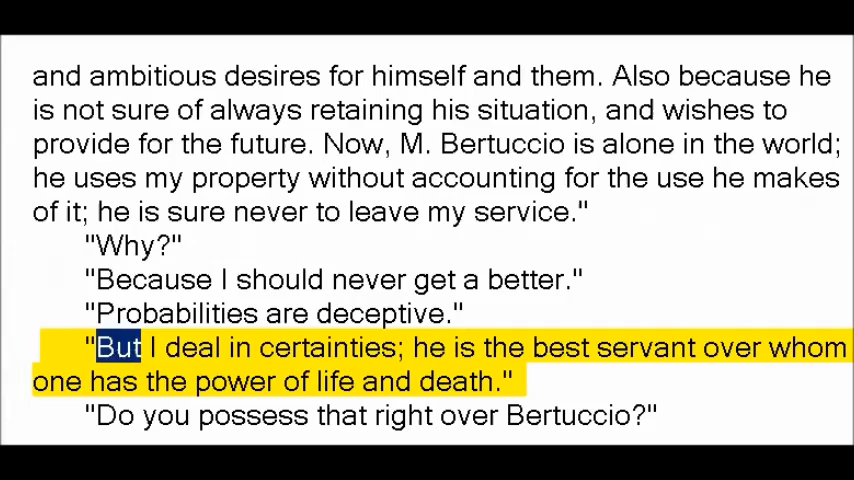 and ambitious desires for himself and them. Also because he
is not sure of always retaining his situation, and wishes to
provide for the future. Now, M. Bertuccio is alone in the world;
he uses my property without accounting for the use he makes
of it; he is sure never to leave my service."
"Why?"
"Because I should never get a better."
"Probabilities are deceptive."
"But I deal in certainties; he is the best servant over whom
one has the power of life and death."
"Do you possess that right over Bertuccio?"